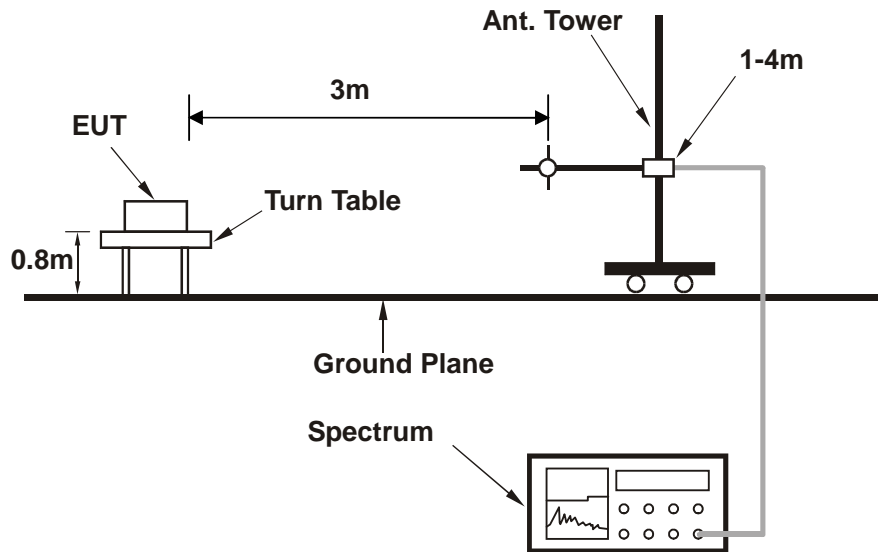 Ant. Tower
1-4m
3m
EUT
Turn Table
0.8m
Ground Plane
Spectrum